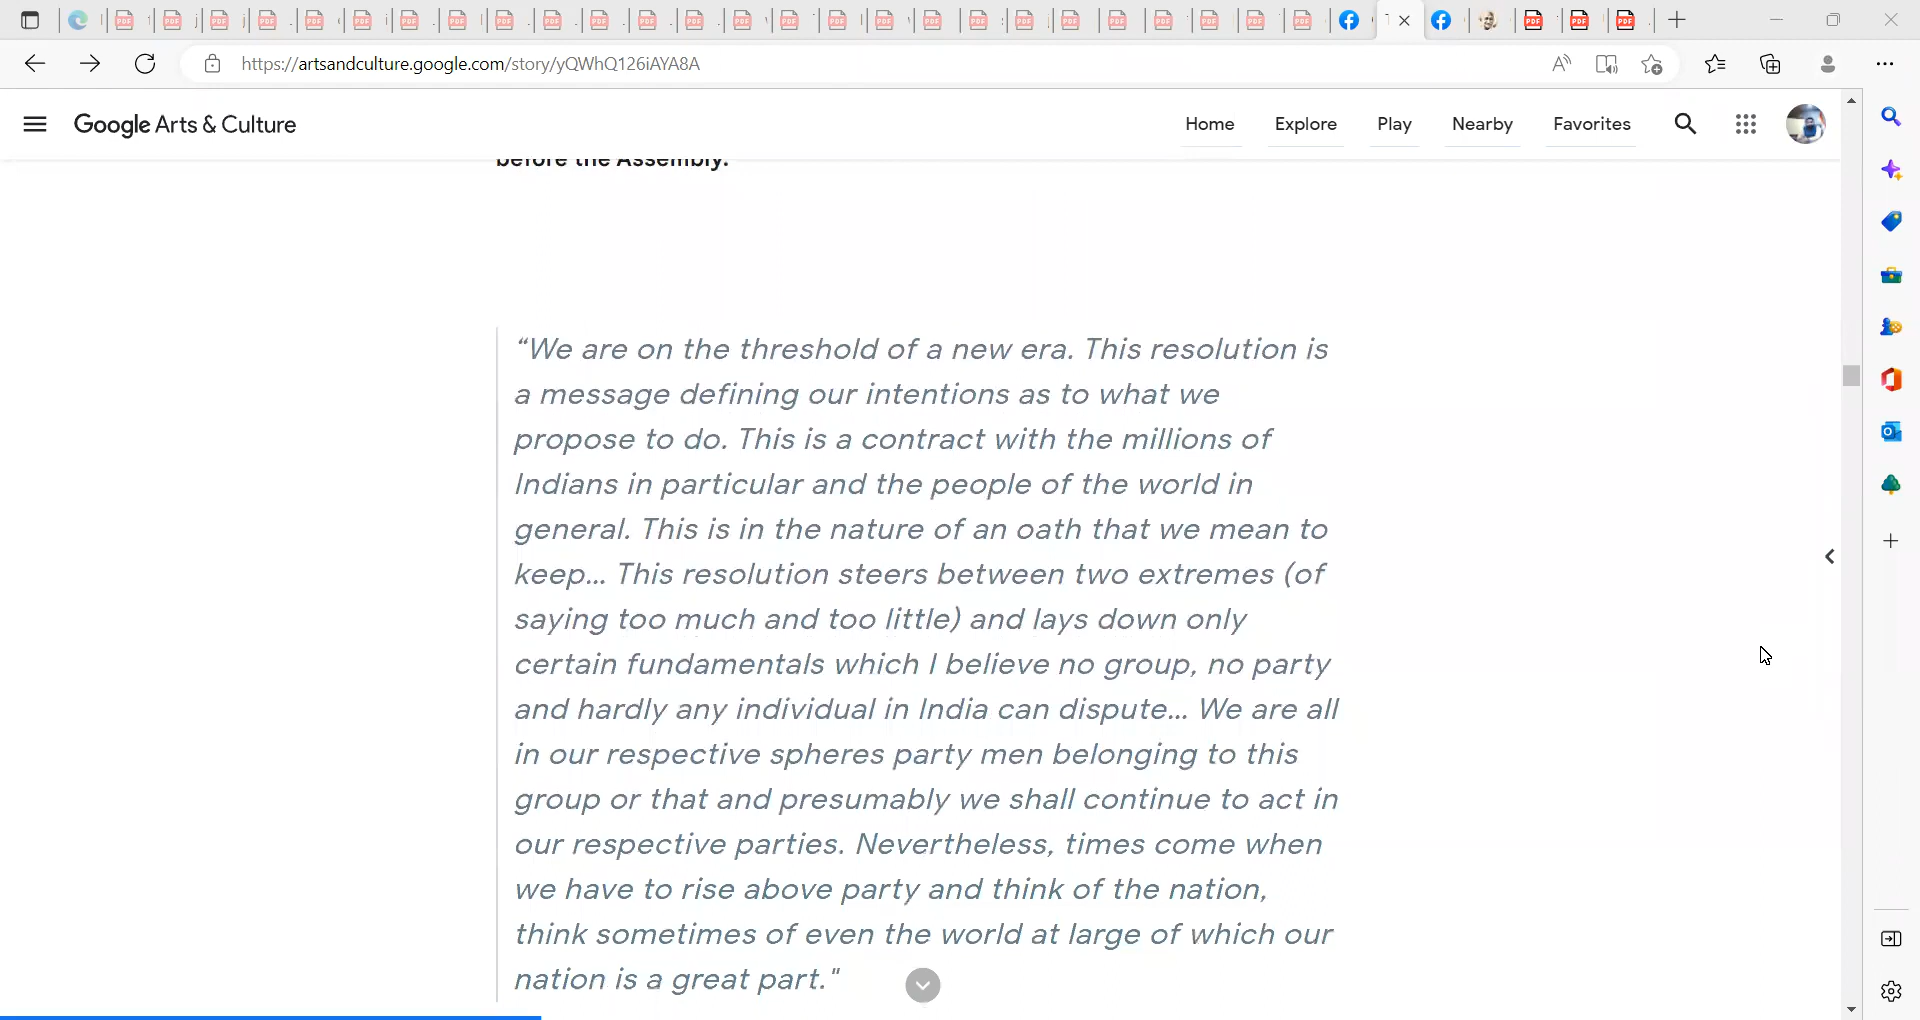 https://artsandculture.google.com/story/yQWhQ126iAYA8A
Google Arts & Culture
Home Explore Play Nearby Favorites
before the Assembly.
“We are on the threshold of a new era. This resolution is
a message defining our intentions as to what we
propose to do. This is a contract with the millions of
Indians in particular and the people of the world in
general. This is in the nature of an oath that we mean to
keep... This resolution steers between two extremes (of
saying too much and too little) and lays down only
certain fundamentals which I believe no group, no party
and hardly any individual in India can dispute... We are all
in our respective spheres party men belonging to this
group or that and presumably we shall continue to act in
our respective parties. Nevertheless, times come when
we have to rise above party and think of the nation,
think sometimes of even the world at large of which our
nation is a great part."